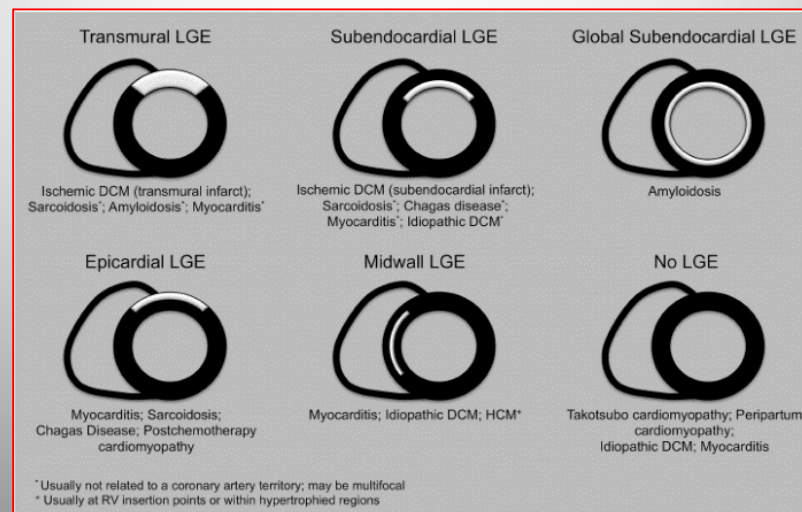 Transmural LGE
Ischemic DCM (transmural infarct);
Sarcoidosis*; Amyloidosis*; Myocarditis*
Subendocardial LGE
Ischemic DCM (subendocardial infarct);
Sarcoidosis*; Chagas disease*;
Myocarditis*; Idiopathic DCM*
Global Subendocardial LGE
Amyloidosis
Epicardial LGE
Myocarditis; Sarcoidosis;
Chagas Disease; Postchemotherapy
cardiomyopathy
Midwall LGE
Myocarditis; Idiopathic DCM; HCM+
No LGE
Takotsubo cardiomyopathy; Peripartum
cardiomyopathy;
Idiopathic DCM; Myocarditis
* Usually not related to a coronary artery territory; may be multifocal
+ Usually at RV insertion points or within hypertrophied regions